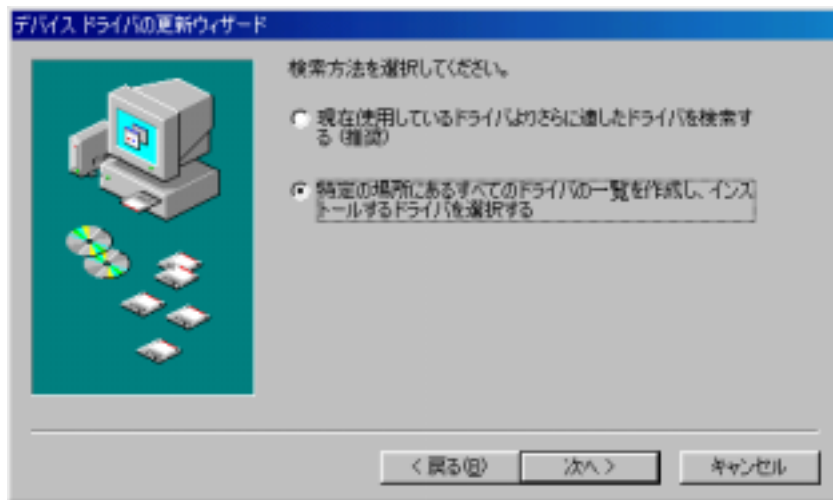 デバイス ドライバの更新ウィザード
検索方法を選択してください。
現在使用しているドライバよりさらに適したドライバを検索す
る (推奨)
特定の場所にあるすべてのドライバの一覧を作成し、インス
トールするドライバを選択する
< 戻る(B)
次へ >
キャンセル